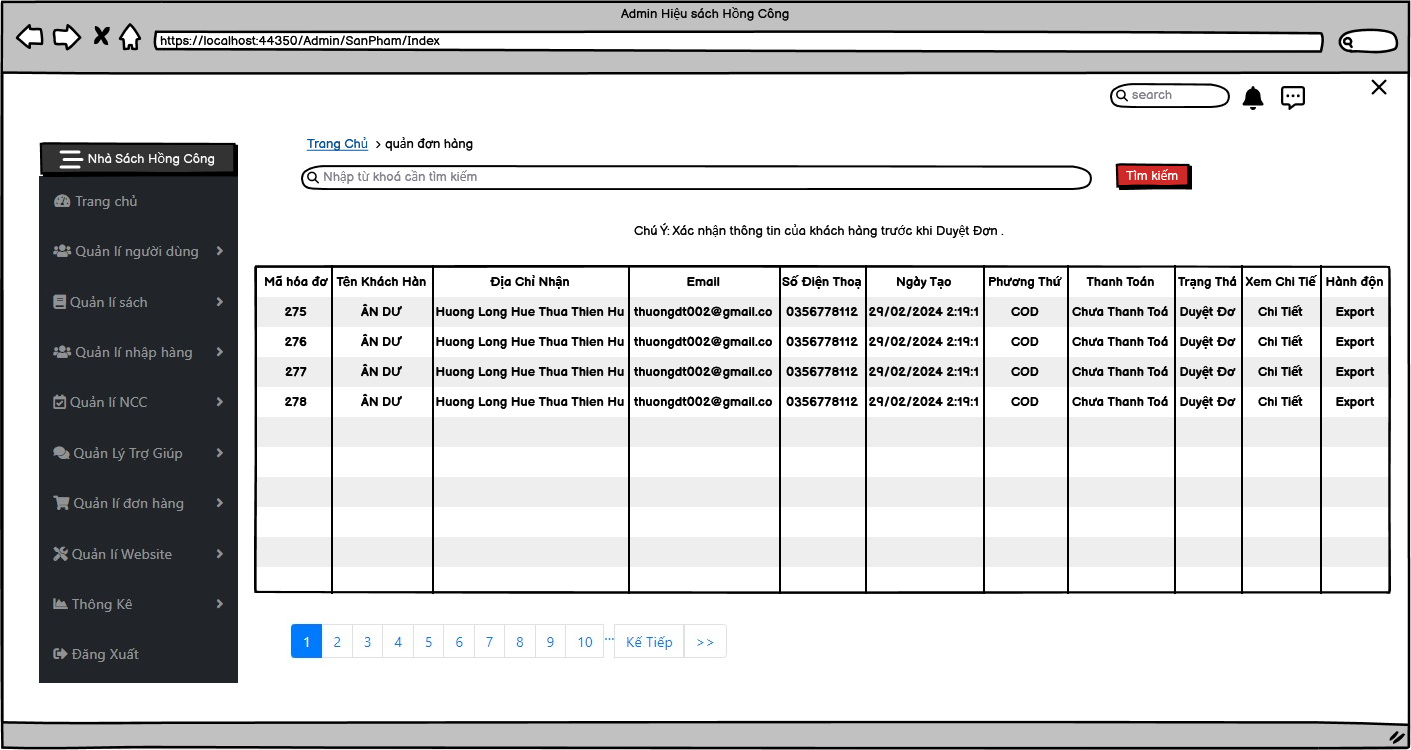 Admin Hiệu sách Hồng Công
https://localhost:44350/Admin/SanPham/Index
search
Nhà Sách Hồng Công
Trang chủ
Quản lí người dùng
Quản lí sách
Quản lí nhập hàng
Quản lí NCC
Quản Lý Trợ Giúp
Quản lí đơn hàng
Quản lí Website
Thông Kê
Đăng Xuất
Trang Chủ > quản đơn hàng
Nhập từ khoá cần tìm kiếm
Tìm kiếm
Chú Ý: Xác nhận thông tin của khách hàng trước khi Duyệt Đơn .
Mã hóa đơ Tên Khách Hàn Địa Chỉ Nhận Email Số Điện Thoạ Ngày Tạo Phương Thứ Thanh Toán Trạng Thá Xem Chi Tiế Hành độn
275 ÂN DƯ Huong Long Hue Thua Thien Hu thuongdt002@gmail.co 0356778112 29/02/2024 2:19:1 COD Chưa Thanh Toá Duyệt Đơ Chi Tiết Export
276 ÂN DƯ Huong Long Hue Thua Thien Hu thuongdt002@gmail.co 0356778112 29/02/2024 2:19:1 COD Chưa Thanh Toá Duyệt Đơ Chi Tiết Export
277 ÂN DƯ Huong Long Hue Thua Thien Hu thuongdt002@gmail.co 0356778112 29/02/2024 2:19:1 COD Chưa Thanh Toá Duyệt Đơ Chi Tiết Export
278 ÂN DƯ Huong Long Hue Thua Thien Hu thuongdt002@gmail.co 0356778112 29/02/2024 2:19:1 COD Chưa Thanh Toá Duyệt Đơ Chi Tiết Export
1 2 3 4 5 6 7 8 9 10 ... Kế Tiếp >>